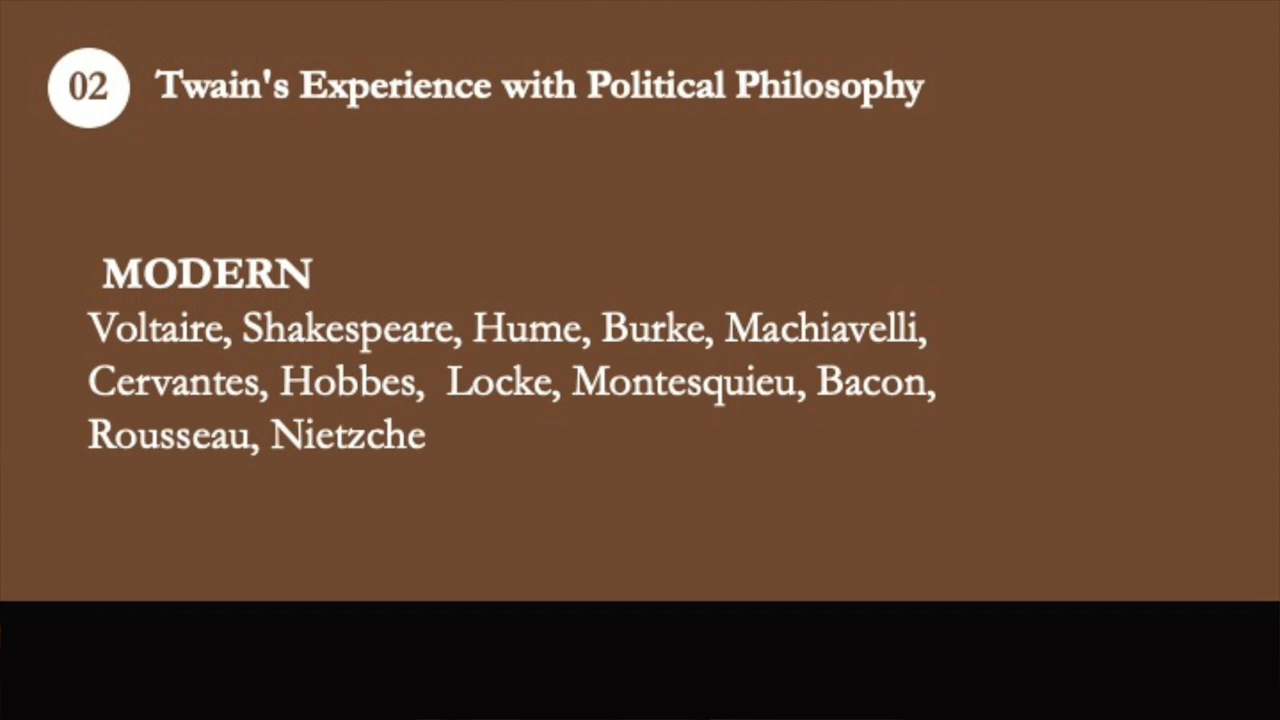 02 Twain's Experience with Political Philosophy
MODERN
Voltaire, Shakespeare, Hume, Burke, Machiavelli,
Cervantes, Hobbes,  Locke, Montesquieu, Bacon,
Rousseau, Nietzche